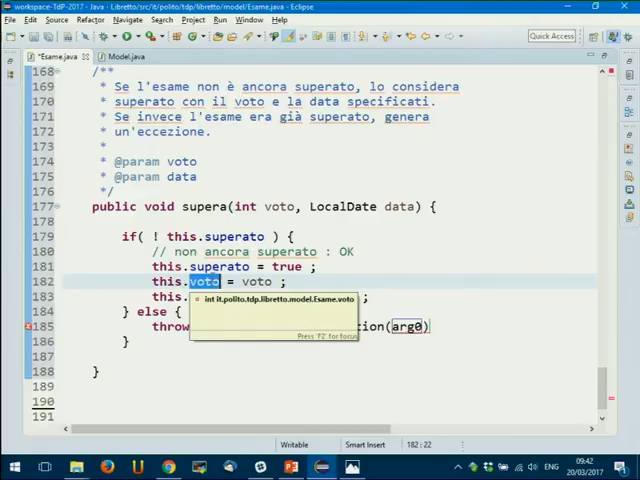 workspace-TdP-2017 - Java - Libretto/src/it/polito/tdp/libretto/model/Esame.java - Eclipse
File Edit Source Refactor Navigate Search Project Run Window Help
Quick Access
*Esame.java Model.java
168 /**
169 * Se l'esame non è ancora superato, lo considera
170 * superato con il voto e la data specificati.
171 * Se invece l'esame era già superato, genera
172 * un'eccezione.
173 *
174 * @param voto
175 * @param data
176 */
177 public void supera(int voto, LocalDate data) {
178
179 if( ! this.superato ) {
180 // non ancora superato : OK
181 this.superato = true ;
182 this.voto = voto ;
183 this. ;
int it.polito.tdp.libretto.model.Esame.voto
184 } else {
185 throw tion(arg0)
Press 'F2' for focus
186 }
187
188 }
189
190
191
Writable Smart Insert 182 : 22
ENG 09:42
20/03/2017